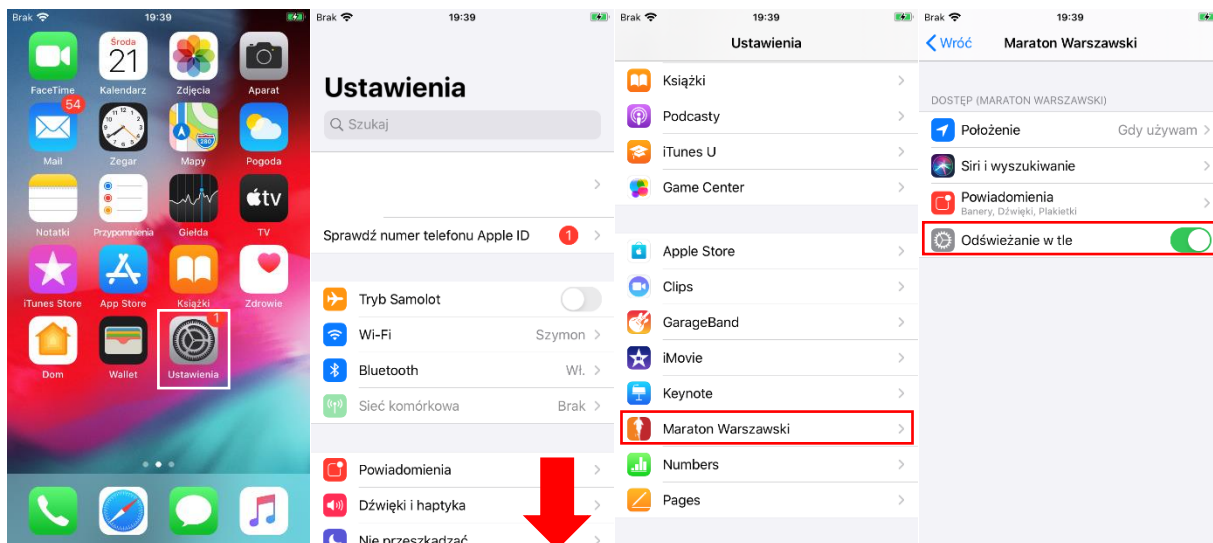 Brak 19:39
Środa
21
FaceTime Kalendarz Zdjęcia Aparat
54
280
tv
Mail Zegar Mapy Pogoda
Notatki Przypomnienia Giełda TV
iTunes Store App Store Książki Zdrowie
1
Dom Wallet Ustawienia
Brak 19:39
Ustawienia
Szukaj
Sprawdź numer telefonu Apple ID 1
Tryb Samolot
Wi-Fi Szymon
Bluetooth Wł.
Sieć komórkowa Brak
Powiadomienia
Dźwięki i haptyka
Nie przeszkadzać
Brak 19:39
Ustawienia
Książki
Podcasty
iTunes U
Game Center
Apple Store
Clips
GarageBand
iMovie
Keynote
Maraton Warszawski
Numbers
Pages
Brak 19:39
Wróć Maraton Warszawski
DOSTĘP (MARATON WARSZAWSKI)
Położenie Gdy używam
Siri i wyszukiwanie
Powiadomienia
Banery, Dźwięki, Plakietki
Odświeżanie w tle